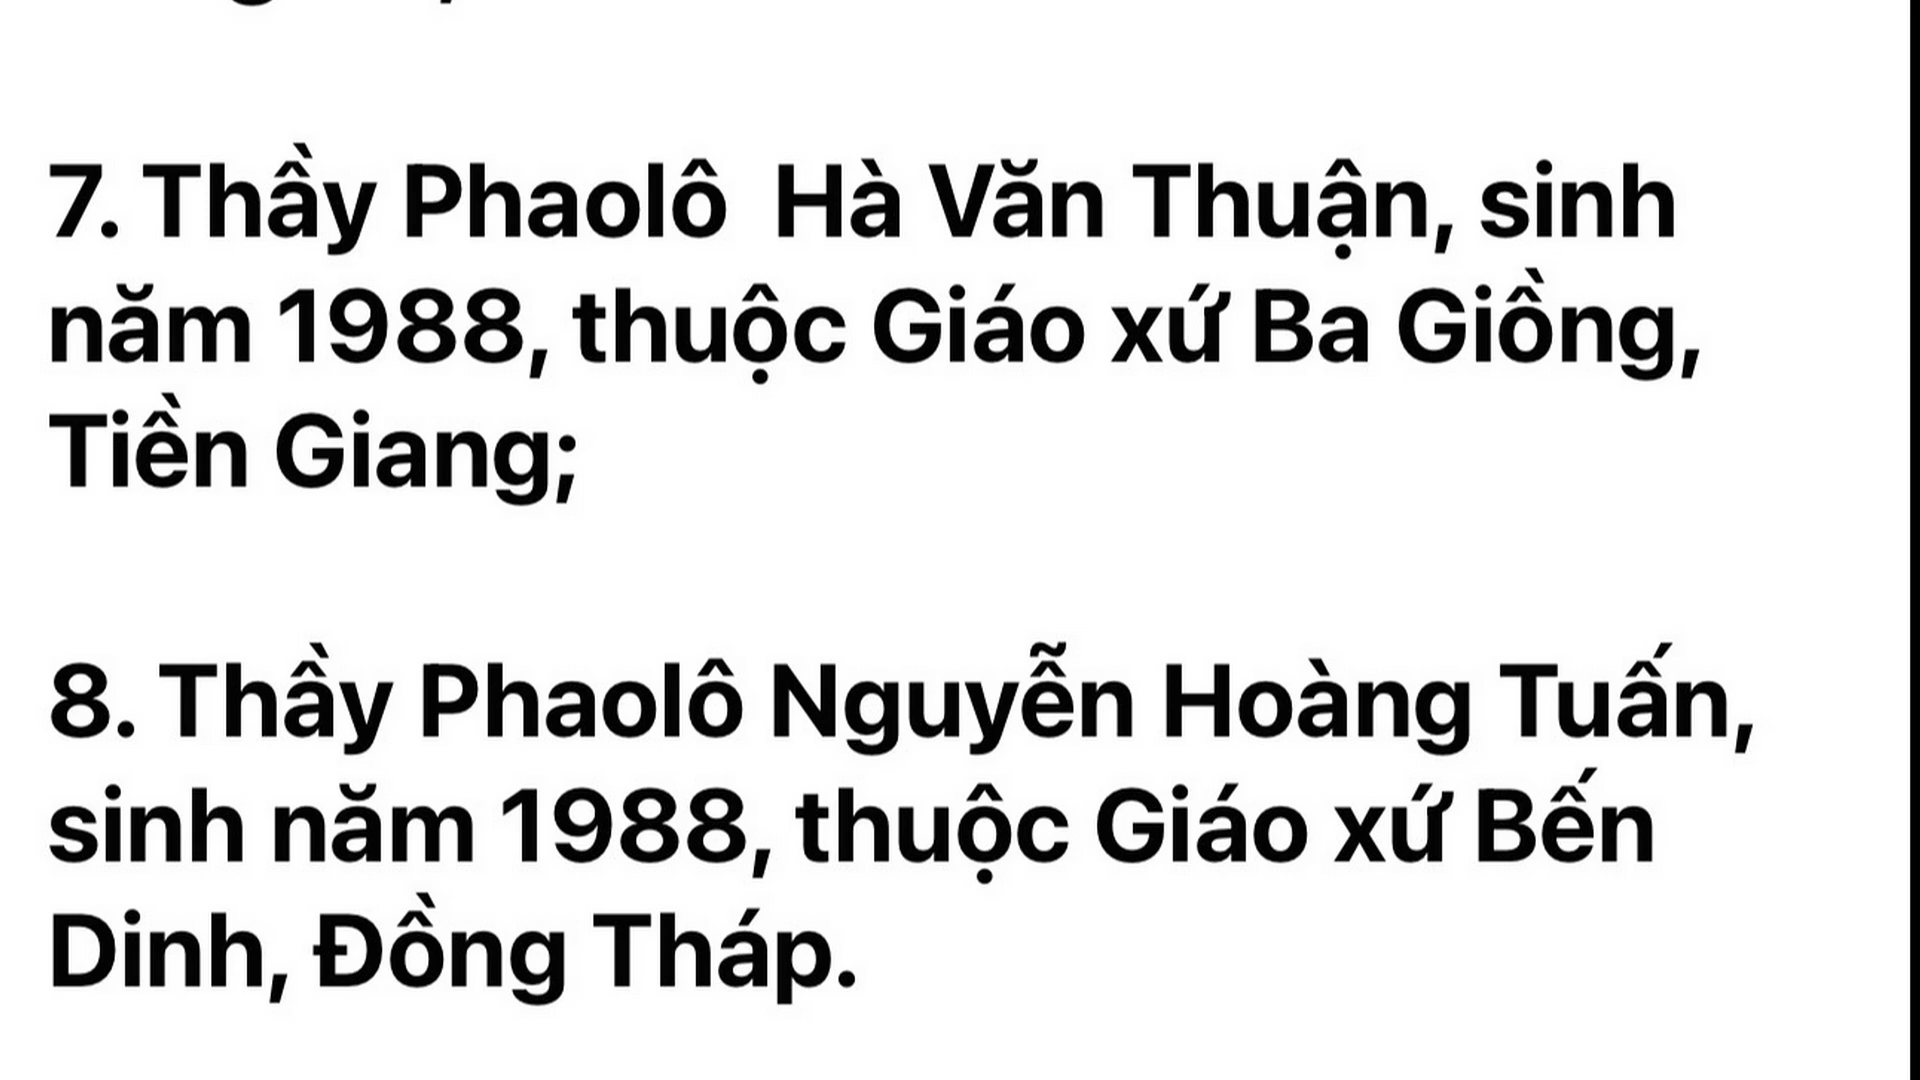 7. Thầy Phaolô  Hà Văn Thuận, sinh
năm 1988, thuộc Giáo xứ Ba Giồng,
Tiền Giang;
8. Thầy Phaolô Nguyễn Hoàng Tuấn,
sinh năm 1988, thuộc Giáo xứ Bến
Dinh, Đồng Tháp.